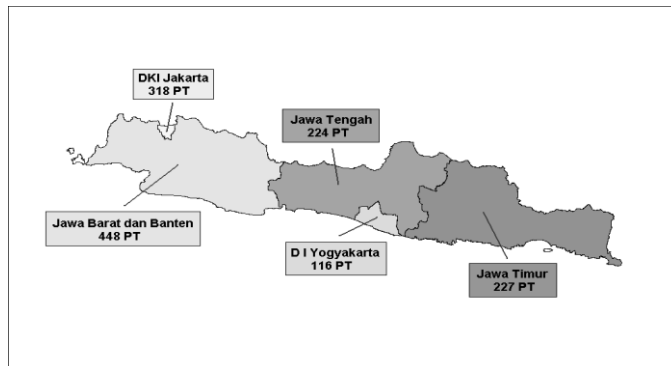 DKI Jakarta
318 PT
Jawa Tengah
224 PT
Jawa Barat dan Banten
448 PT
D I Yogyakarta
116 PT
Jawa Timur
227 PT